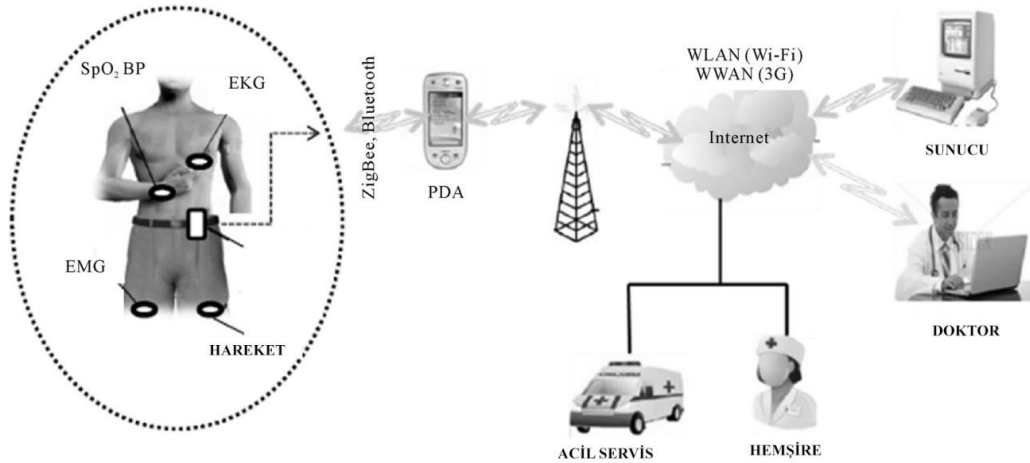 SpO₂ BP
EKG
EMG
HAREKET
ZigBee, Bluetooth
PDA
WLAN (Wi-Fi)
WWAN (3G)
Internet
SUNUCU
DOKTOR
ACİL SERVİS
HEMŞİRE